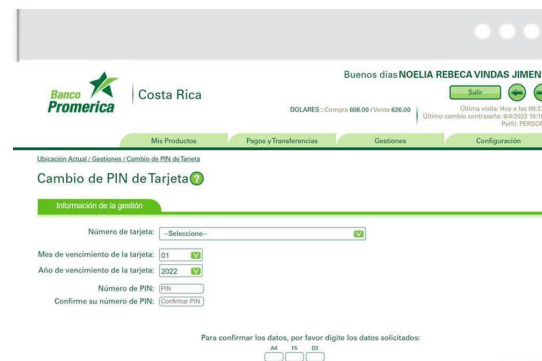 Buenos días NOELIA REBECA VINDAS JIMEN
Banco
Promerica
Costa Rica
Salir
DOLARES : Compra 608.00 / Venta 626.00
Última visita: Hoy a las 09:3
Último cambio contraseña: 8/4/2022 10:1
Perfil: PERSON
Mis Productos
Pagos y Transferencias
Gestiones
Configuración
Ubicación Actual / Gestiones / Cambio de PIN de Tarjeta
Cambio de PIN de Tarjeta ?
Información de la gestión
Número de tarjeta: --Seleccione--
Mes de vencimiento de la tarjeta: 01
Año de vencimiento de la tarjeta: 2022
Número de PIN: PIN
Confirme su número de PIN: Confirmar PIN
Para confirmar los datos, por favor digite los datos solicitados:
A4 F5 D2